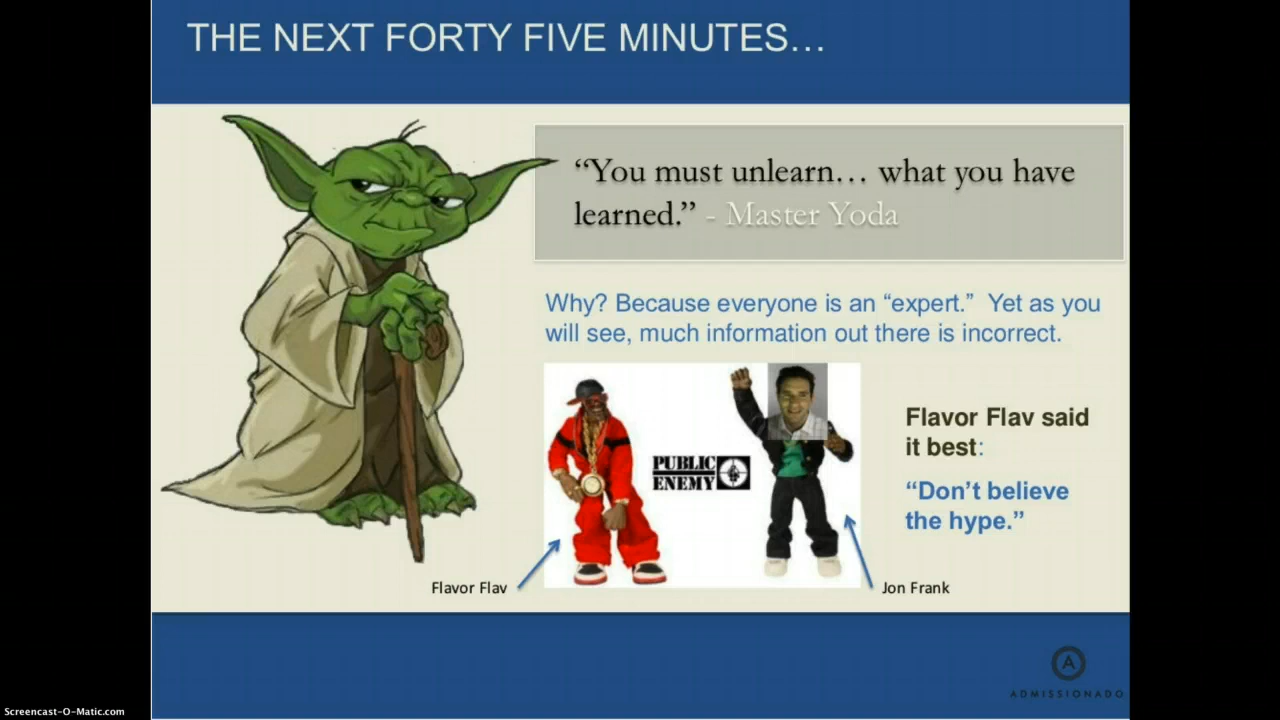 THE NEXT FORTY FIVE MINUTES…
“You must unlearn… what you have
learned.” - Master Yoda
Why? Because everyone is an “expert.” Yet as you
will see, much information out there is incorrect.
PUBLIC
ENEMY
Flavor Flav said
it best:
“Don’t believe
the hype.”
Flavor Flav
Jon Frank
A
ADMISSIONADO
Screencast-O-Matic.com